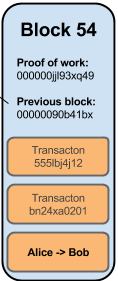 Block 54
Proof of work:
000000jjl93xq49
Previous block:
00000090b41bx
Transacton
555lbj4j12
Transacton
bn24xa0201
Alice -> Bob